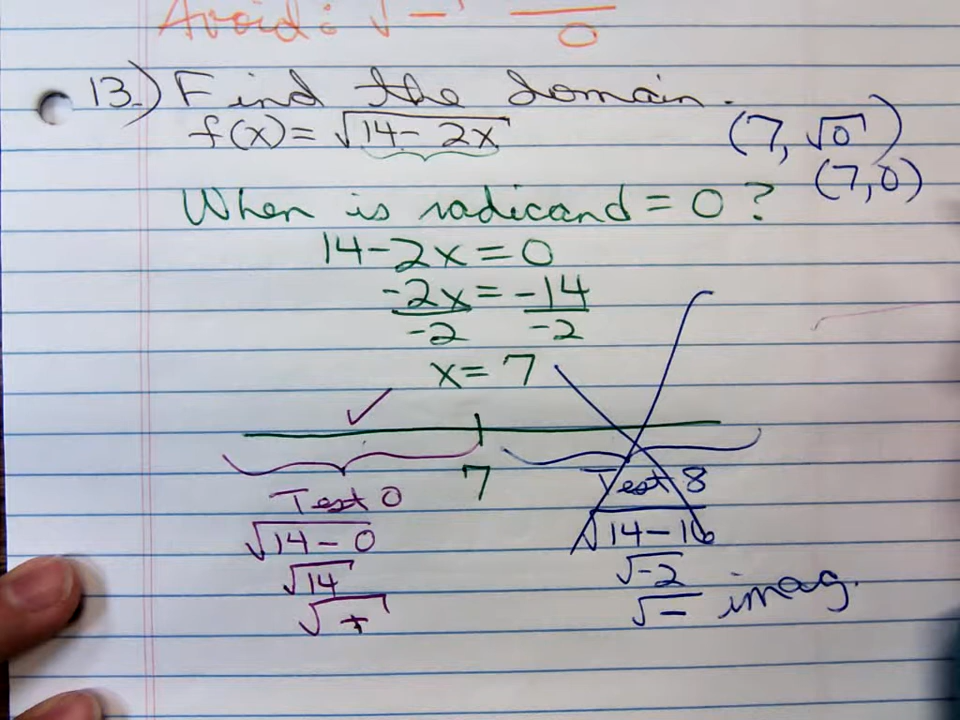 Avoid: √− , /0
13.) Find the domain.
f(x) = √(14 − 2x)
(7, √0)
(7, 0)
When is radicand = 0 ?
14 − 2x = 0
−2x = −14
−2 −2
x = 7
✓
7
Test 0
√(14 − 0)
√14
√+
Test 8
√(14 − 16)
√−2
√− imag.